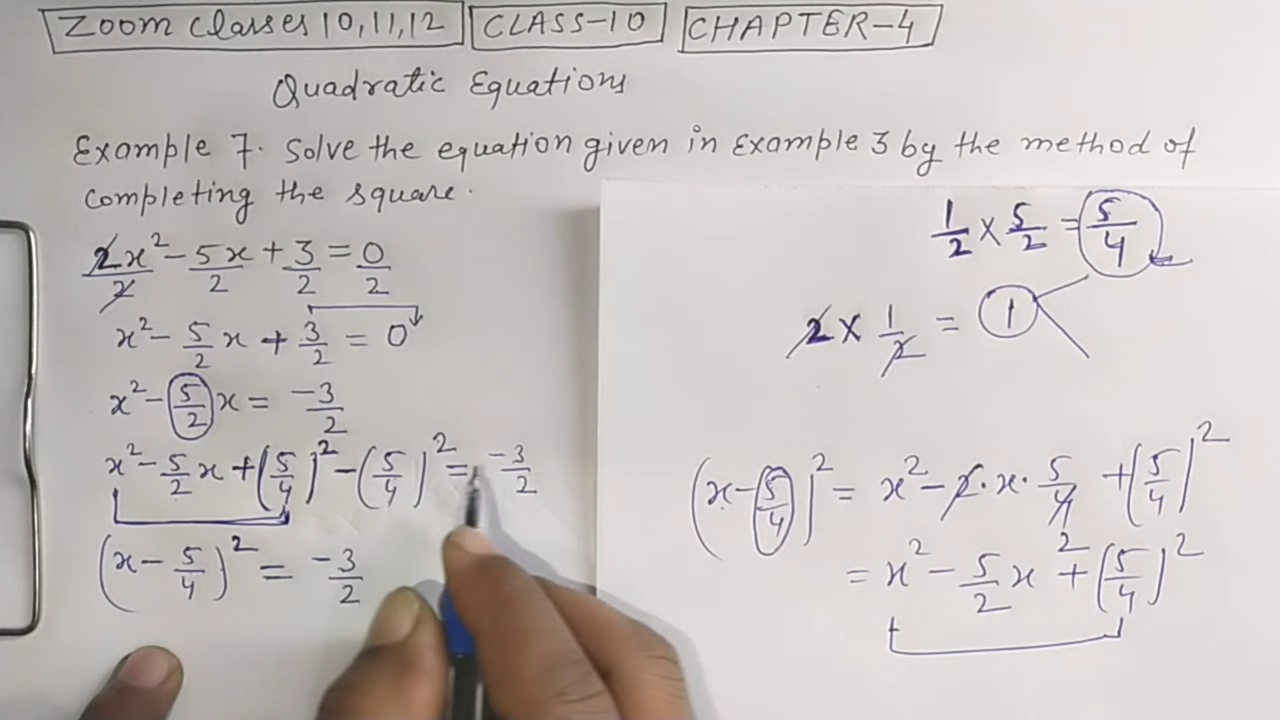 Zoom Classes 10,11,12 CLASS-10 CHAPTER-4
Quadratic Equations
Example 7. Solve the equation given in Example 3 by the method of
completing the square.
2x²/2 - 5x/2 + 3/2 = 0/2
x² - 5/2 x + 3/2 = 0
x² - 5/2 x = -3/2
x² - 5/2 x + (5/4)² - (5/4)² = -3/2
(x - 5/4)² = -3/2
1/2 × 5/2 = 5/4
2 × 1/2 = 1
(x - 5/4)² = x² - 2·x·5/4 + (5/4)²
2
= x² - 5/2 x + (5/4)²